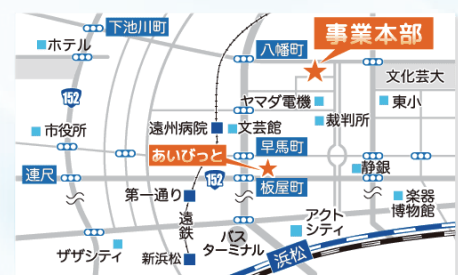 下池川町
ホテル
八幡町
事業本部
文化芸大
152
ヤマダ電機
東小
市役所
遠州病院
文芸館
裁判所
早馬町
あいびっと
連尺
152
静銀
第一通り
板屋町
楽器
博物館
遠鉄
アクト
シティ
バス
ターミナル
ザザシティ
新浜松
浜松